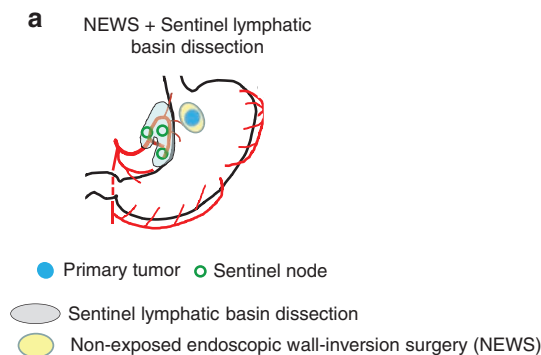 a
NEWS + Sentinel lymphatic
basin dissection
Primary tumor
Sentinel node
Sentinel lymphatic basin dissection
Non-exposed endoscopic wall-inversion surgery (NEWS)